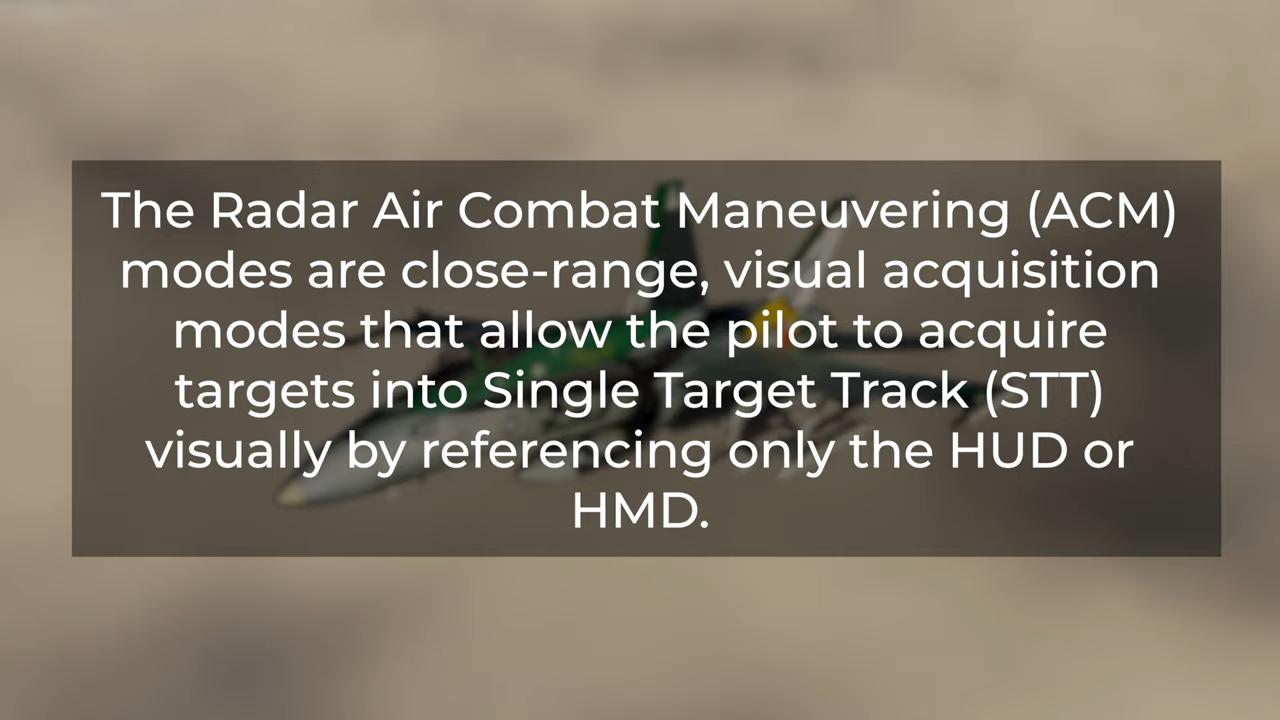 The Radar Air Combat Maneuvering (ACM)
modes are close-range, visual acquisition
modes that allow the pilot to acquire
targets into Single Target Track (STT)
visually by referencing only the HUD or
HMD.